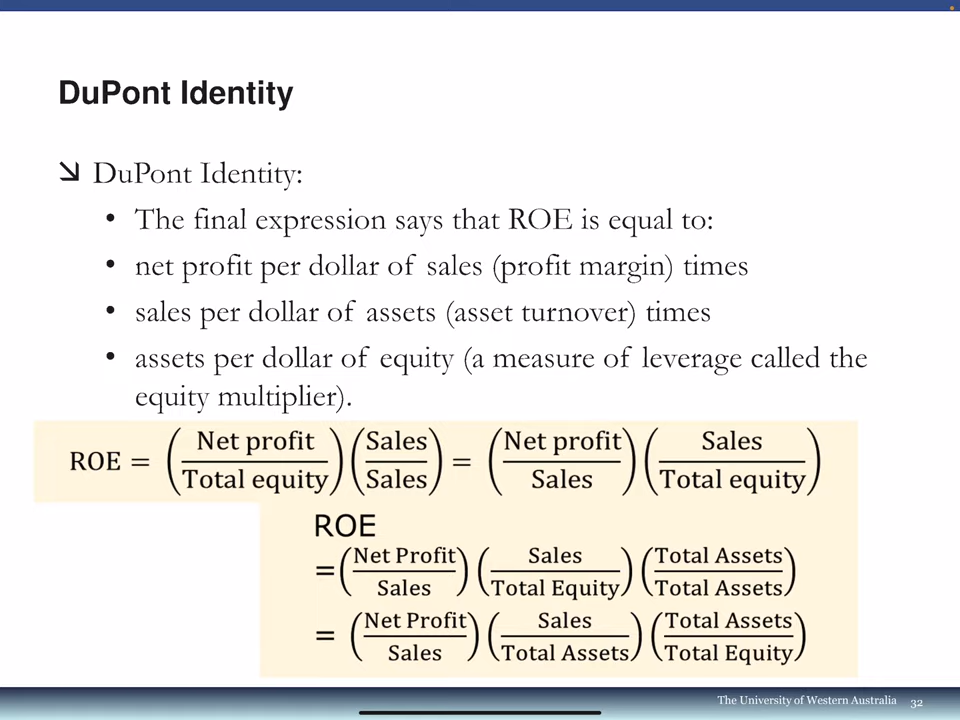 DuPont Identity
DuPont Identity:
• The final expression says that ROE is equal to:
• net profit per dollar of sales (profit margin) times
• sales per dollar of assets (asset turnover) times
• assets per dollar of equity (a measure of leverage called the
equity multiplier).
ROE = (Net profit / Total equity) (Sales / Sales) = (Net profit / Sales) (Sales / Total equity)
ROE
= (Net Profit / Sales) (Sales / Total Equity) (Total Assets / Total Assets)
= (Net Profit / Sales) (Sales / Total Assets) (Total Assets / Total Equity)
The University of Western Australia 32